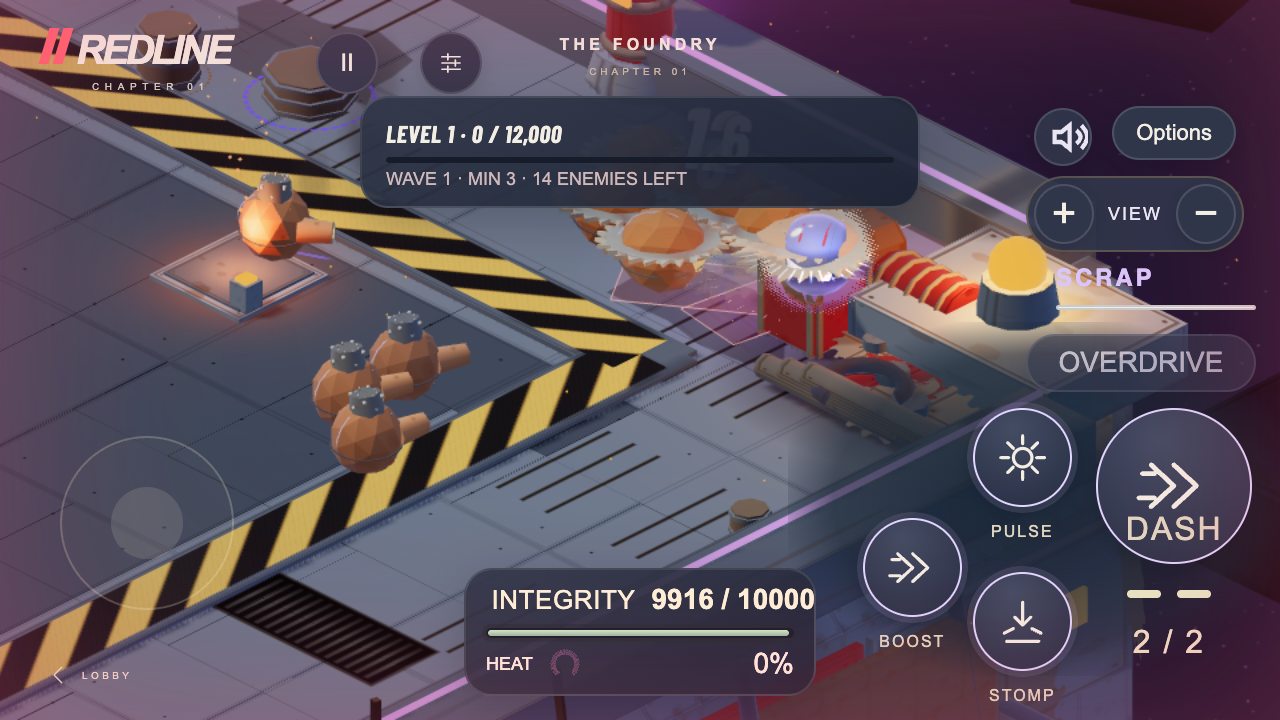 REDLINE
CHAPTER 01
THE FOUNDRY
CHAPTER 01
LEVEL 1 · 0 / 12,000
16
WAVE 1 · MIN 3 · 14 ENEMIES LEFT
Options
+ VIEW −
SCRAP
OVERDRIVE
PULSE
DASH
BOOST
2 / 2
STOMP
INTEGRITY 9916 / 10000
HEAT 0%
LOBBY